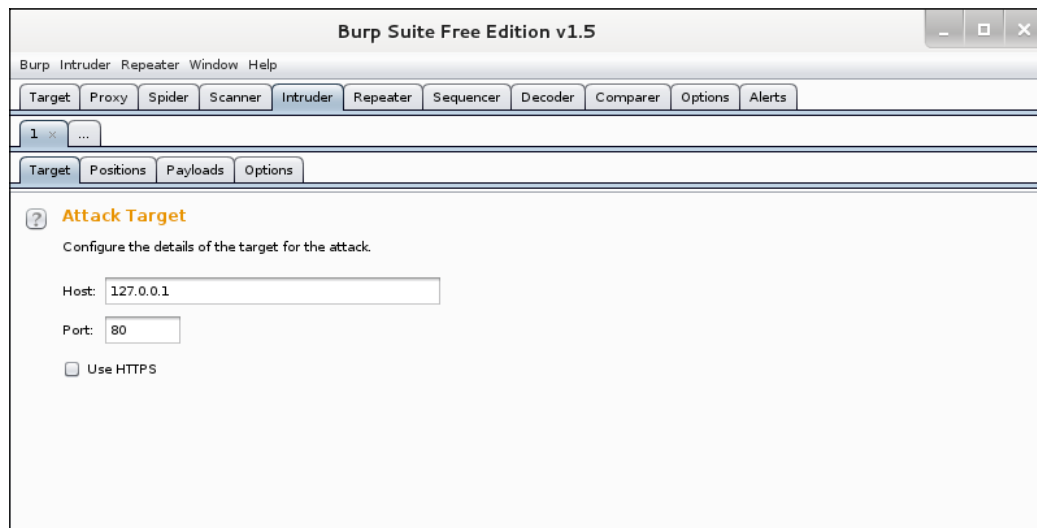 Burp Suite Free Edition v1.5
Burp Intruder Repeater Window Help
Target Proxy Spider Scanner Intruder Repeater Sequencer Decoder Comparer Options Alerts
1 × ...
Target Positions Payloads Options
? Attack Target
Configure the details of the target for the attack.
Host: 127.0.0.1
Port: 80
Use HTTPS